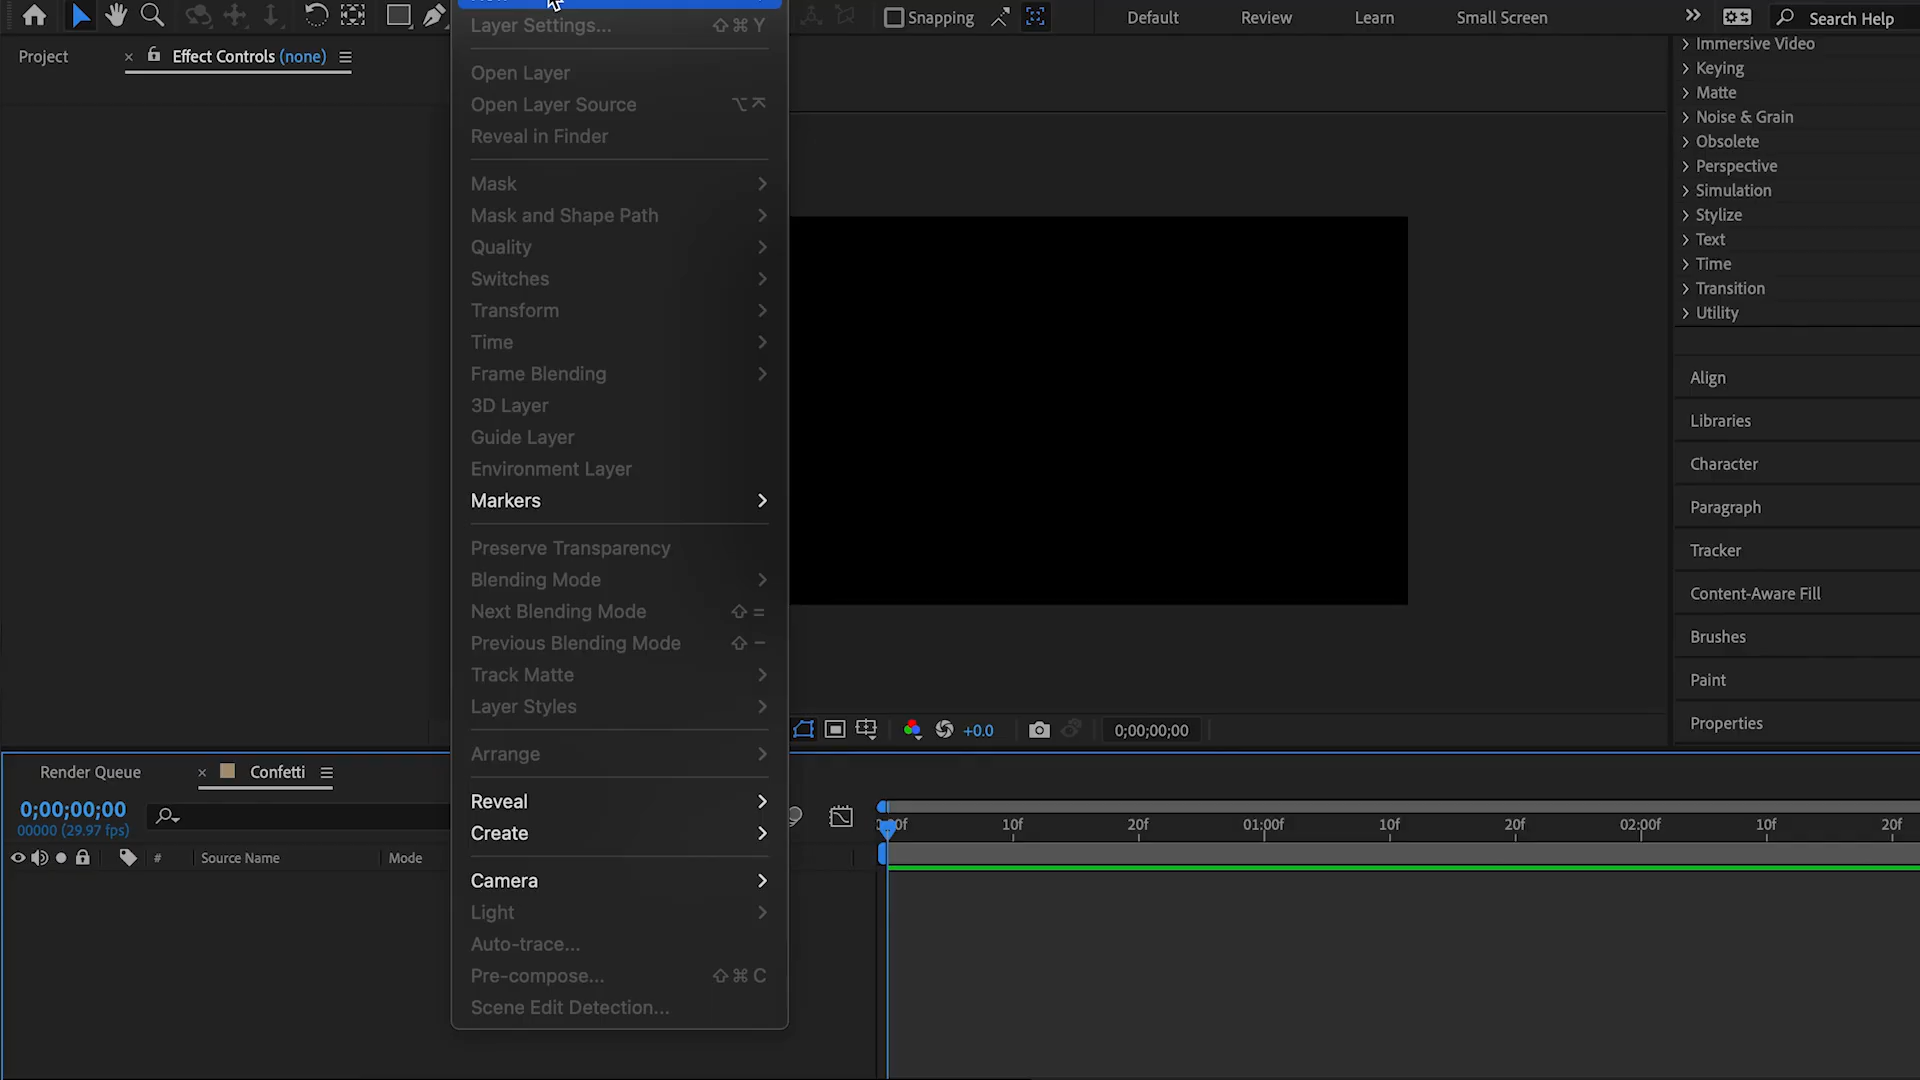 Snapping
Default
Review
Learn
Small Screen
Search Help
Project
Effect Controls (none)
Layer Settings... ⇧⌘Y
Open Layer
Open Layer Source
Reveal in Finder
Mask
Mask and Shape Path
Quality
Switches
Transform
Time
Frame Blending
3D Layer
Guide Layer
Environment Layer
Markers
Preserve Transparency
Blending Mode
Next Blending Mode ⇧=
Previous Blending Mode ⇧-
Track Matte
Layer Styles
Arrange
Reveal
Create
Camera
Light
Auto-trace...
Pre-compose... ⇧⌘C
Scene Edit Detection...
Immersive Video
Keying
Matte
Noise & Grain
Obsolete
Perspective
Simulation
Stylize
Text
Time
Transition
Utility
Align
Libraries
Character
Paragraph
Tracker
Content-Aware Fill
Brushes
Paint
Properties
+0.0
0;00;00;00
Render Queue
Confetti
0;00;00;00
00000 (29.97 fps)
# Source Name Mode
10f 20f 01:00f 10f 20f 02:00f 10f 20f